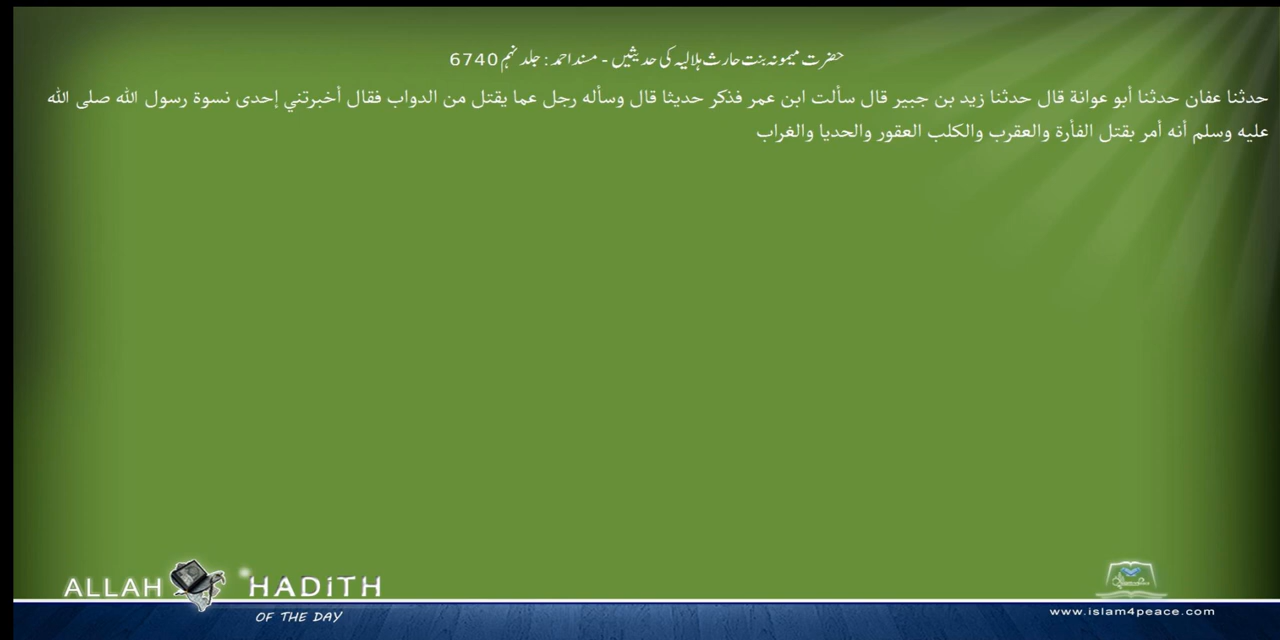 حضرت میمونہ بنت حارث ہلالیہ کی حدیثیں - مسند احمد: جلد نہم 6740
حدثنا عفان حدثنا أبو عوانة قال حدثنا زيد بن جبير قال سألت ابن عمر فذكر حديثا قال وسأله رجل عما يقتل من الدواب فقال أخبرتني إحدى نسوة رسول الله صلى الله
عليه وسلم أنه أمر بقتل الفأرة والعقرب والكلب العقور والحديا والغراب
ALLAH HADITH
OF THE DAY
www.islam4peace.com